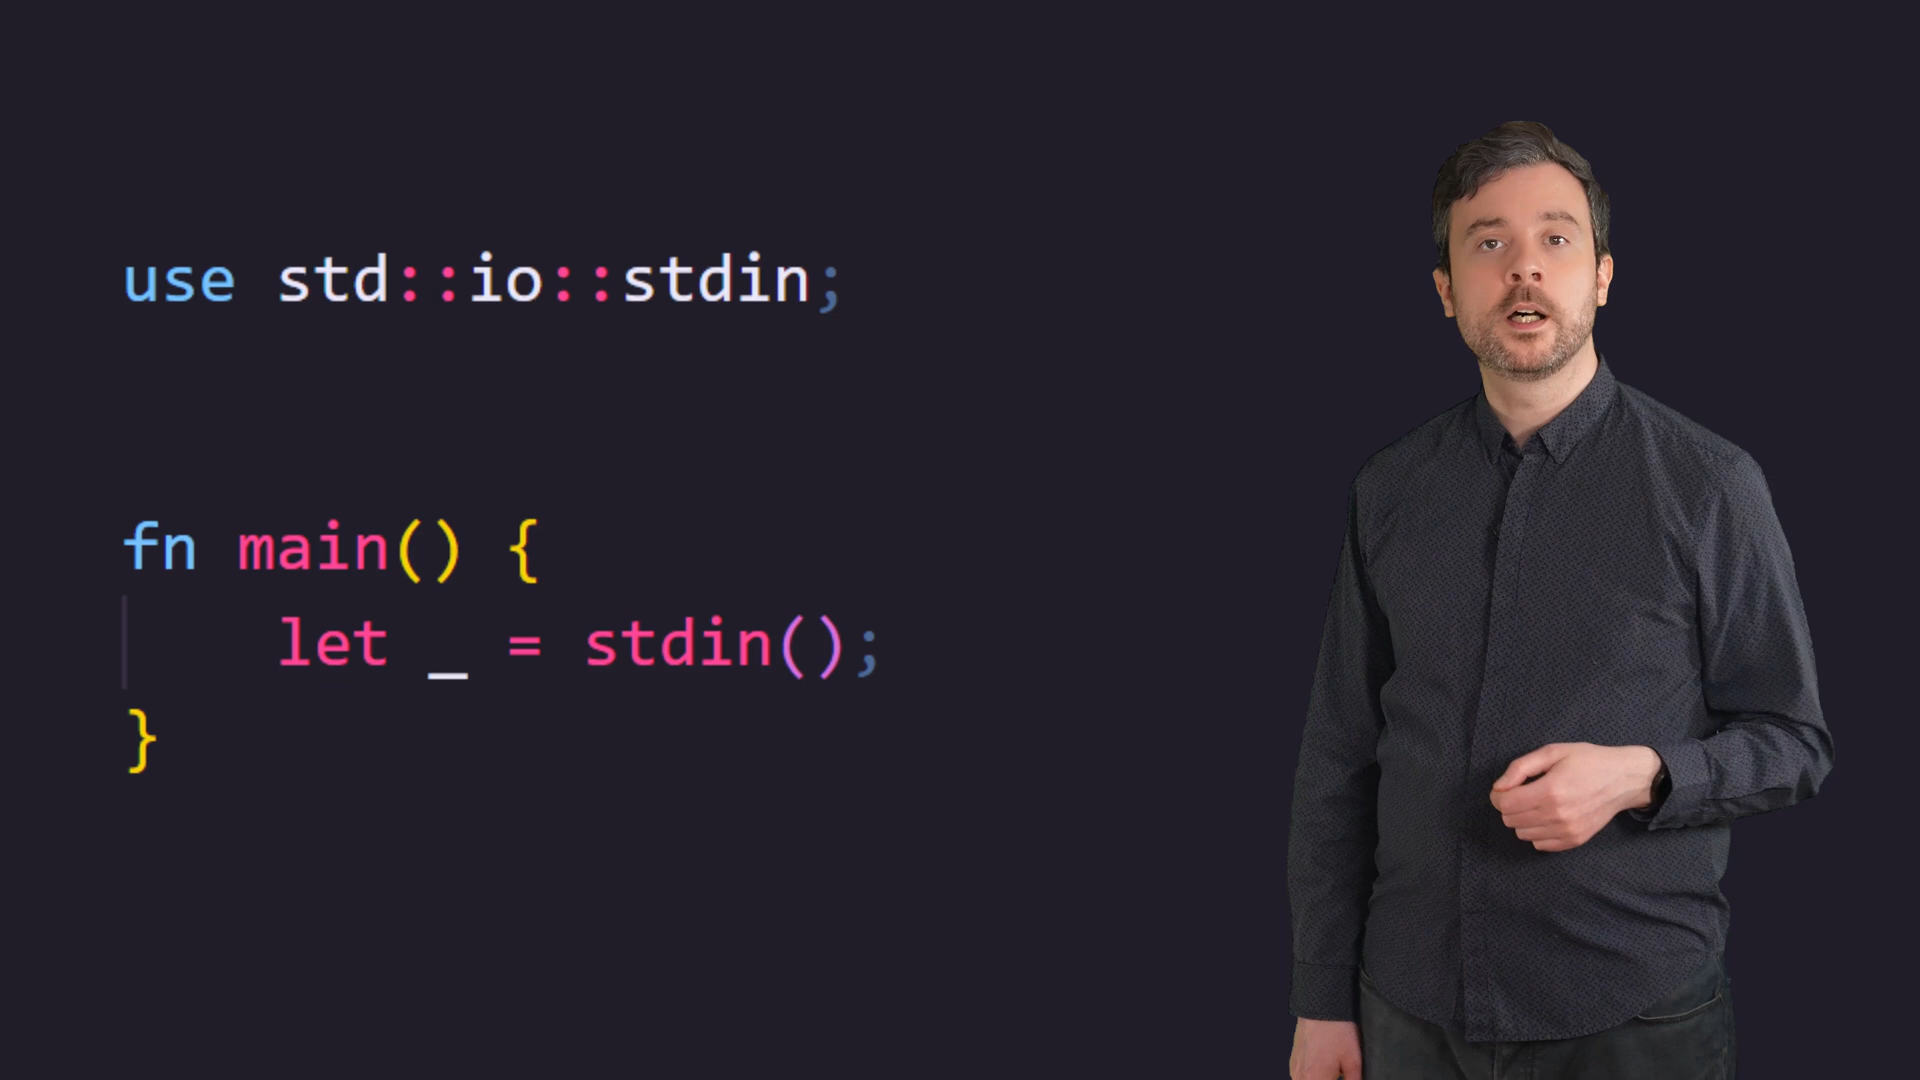 use std::io::stdin;
fn main() {
    let _ = stdin();
}